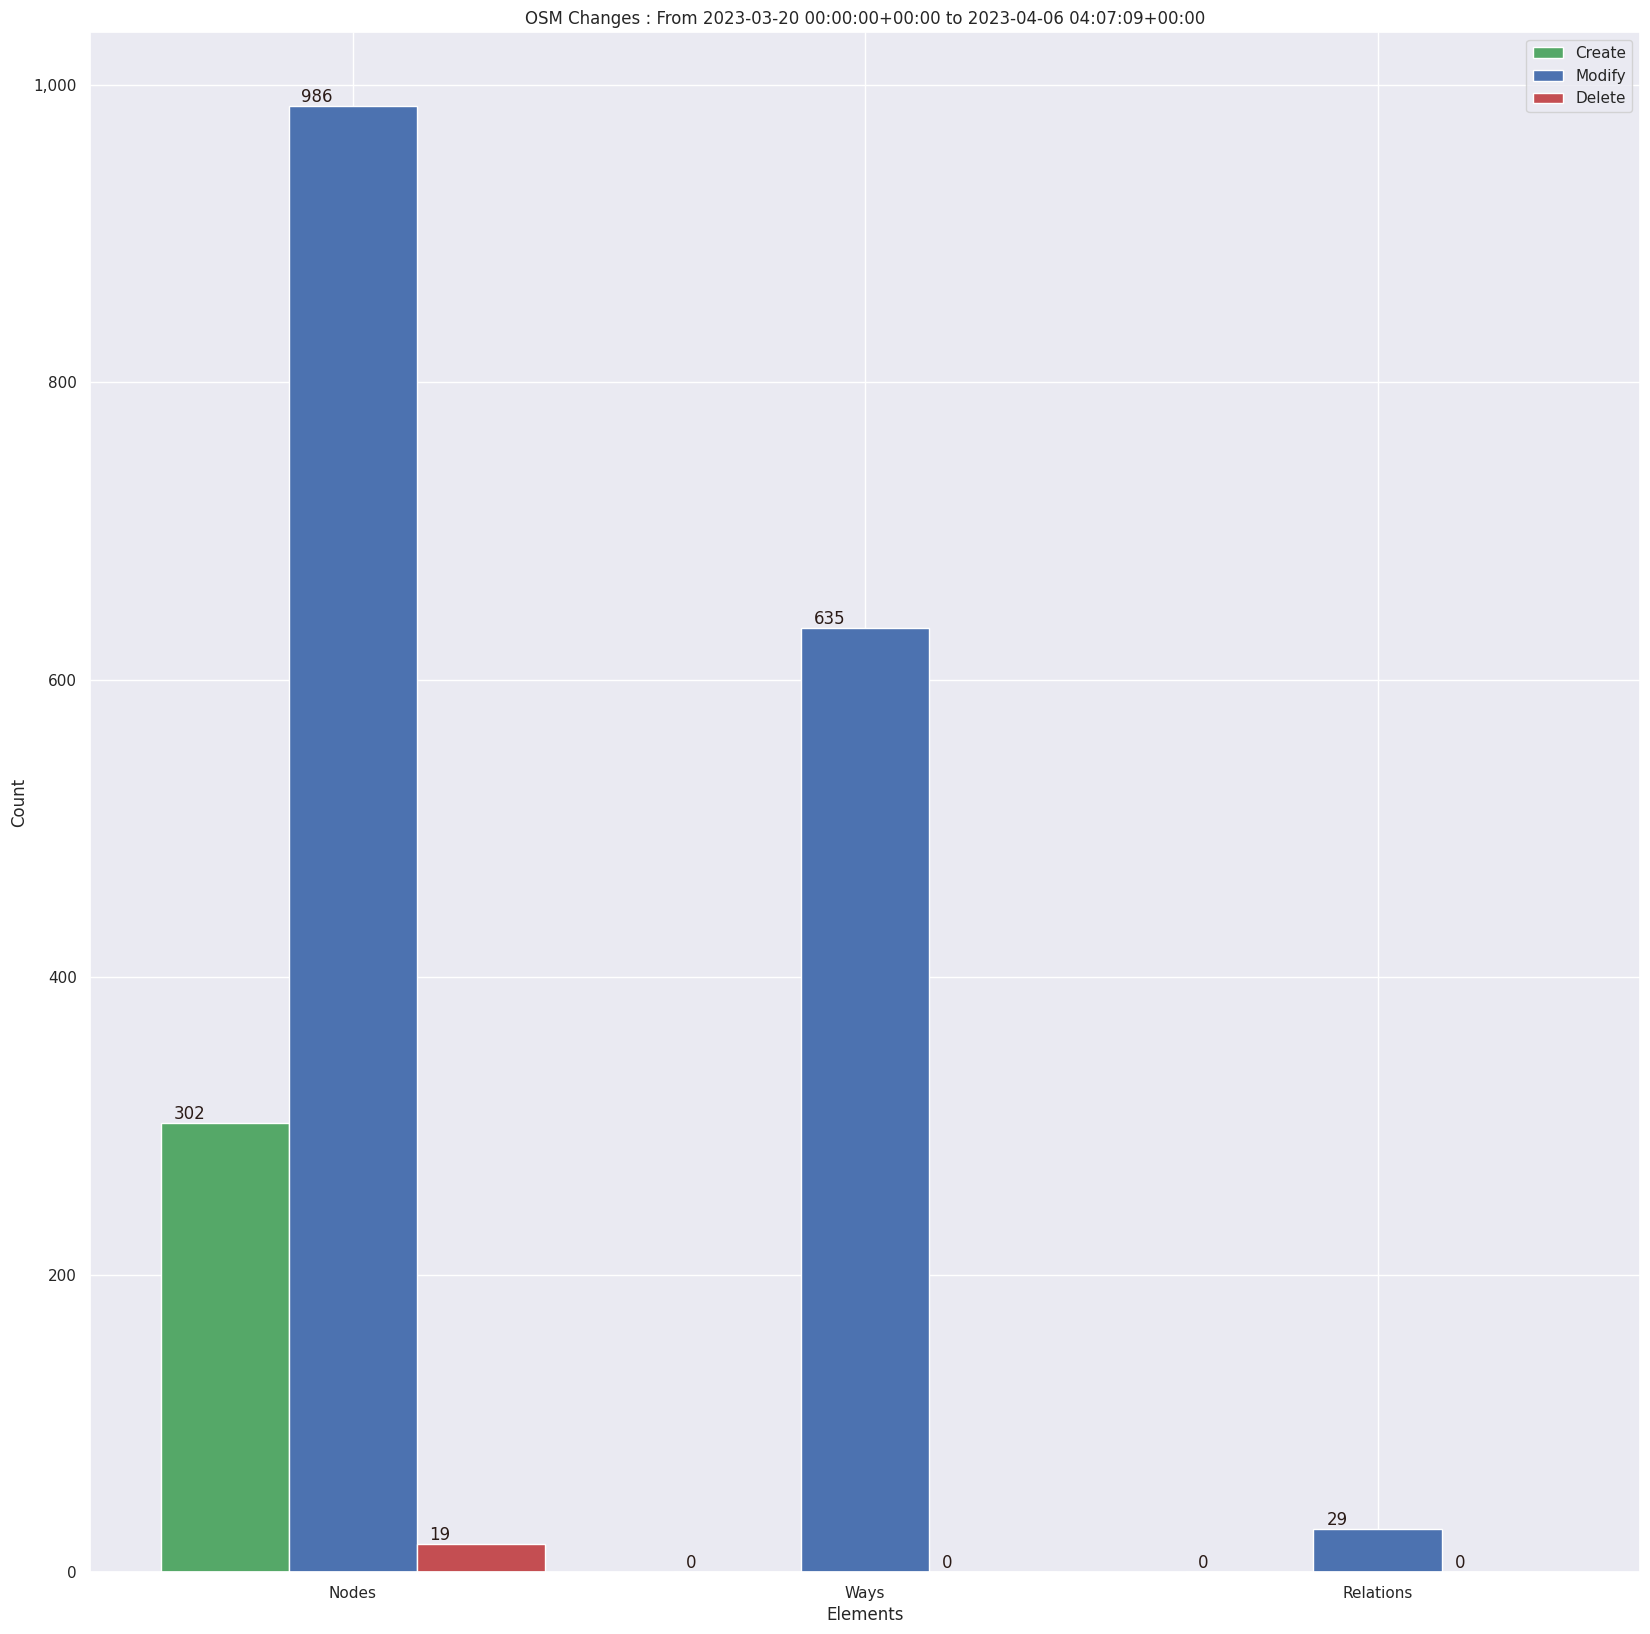 OSM Changes : From 2023-03-20 00:00:00+00:00 to 2023-04-06 04:07:09+00:00
Create
Modify
Delete
1,000
800
600
400
200
0
Count
302
986
19
0
635
0
0
29
0
Nodes
Ways
Relations
Elements